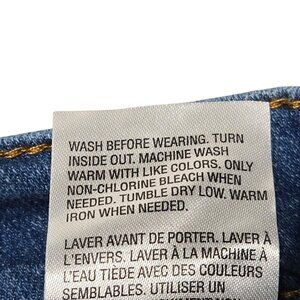 WASH BEFORE WEARING. TURN
INSIDE OUT. MACHINE WASH
WARM WITH LIKE COLORS. ONLY
NON-CHLORINE BLEACH WHEN
NEEDED. TUMBLE DRY LOW. WARM
IRON WHEN NEEDED.
LAVER AVANT DE PORTER. LAVER À
L'ENVERS. LAVER À LA MACHINE À
L'EAU TIÈDE AVEC DES COULEURS
SEMBLABLES. UTILISER UN